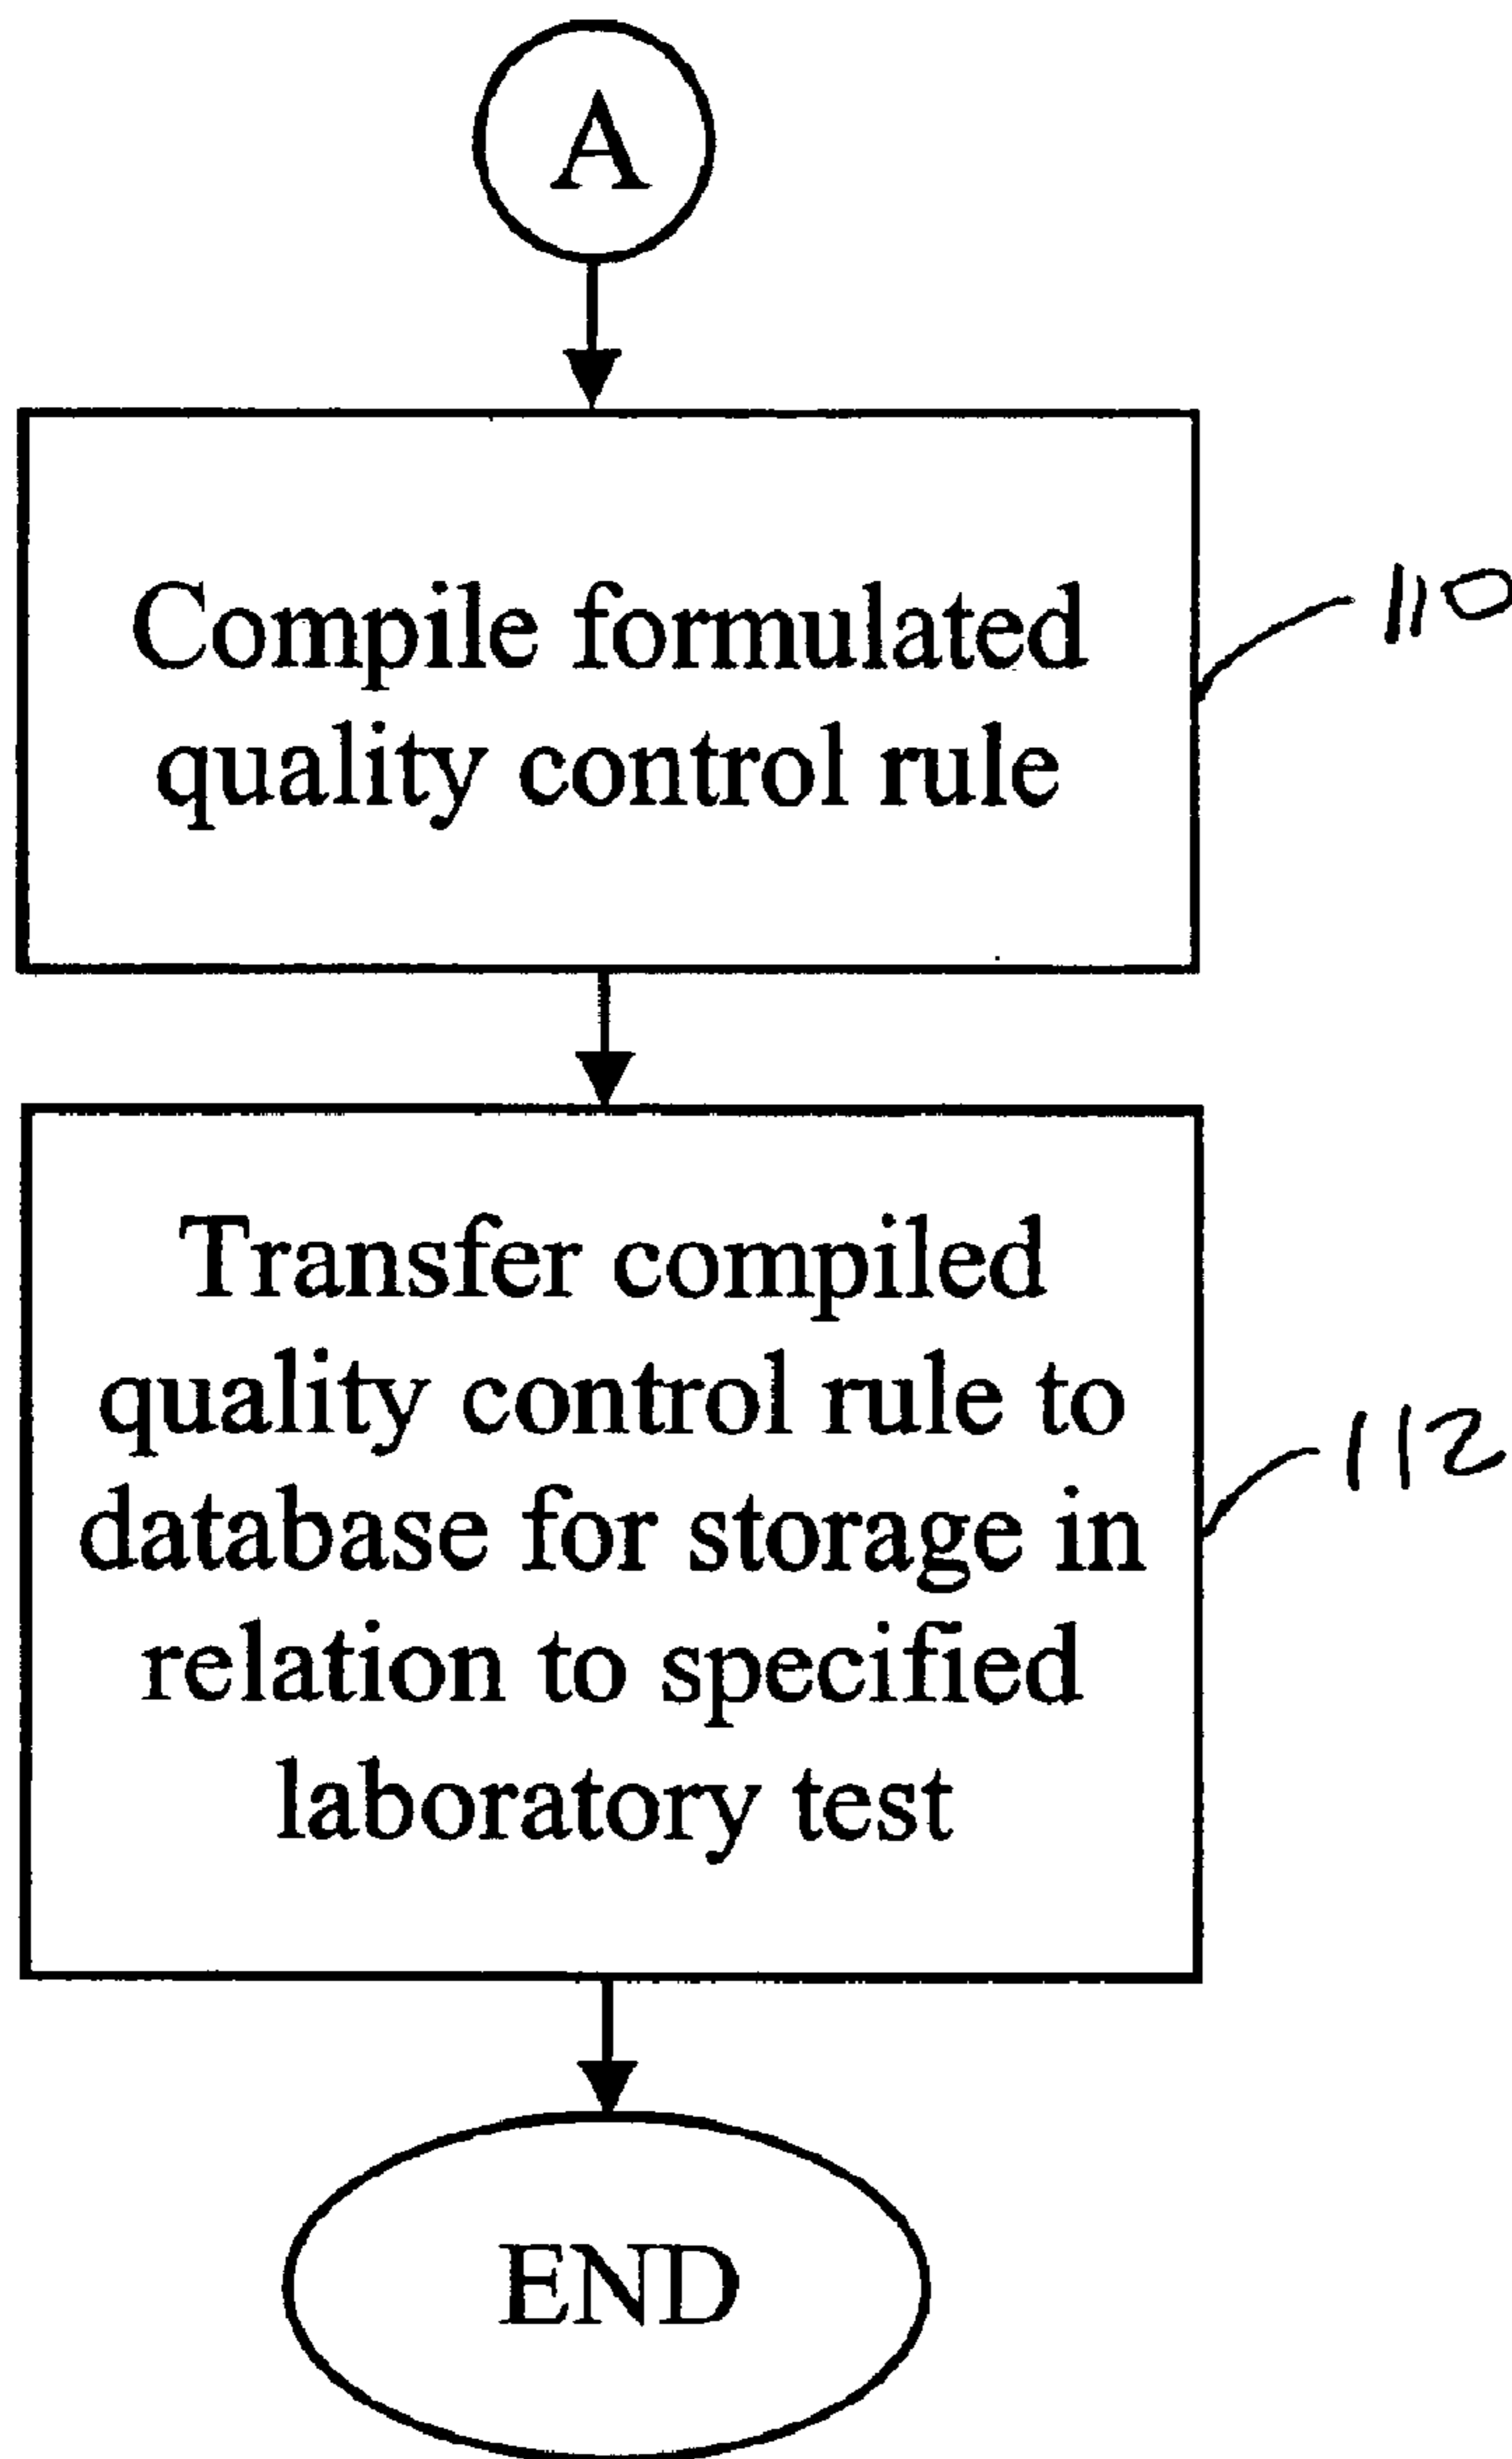 A
Compile formulated
quality control rule
110
Transfer compiled
quality control rule to
database for storage in
relation to specified
laboratory test
112
END